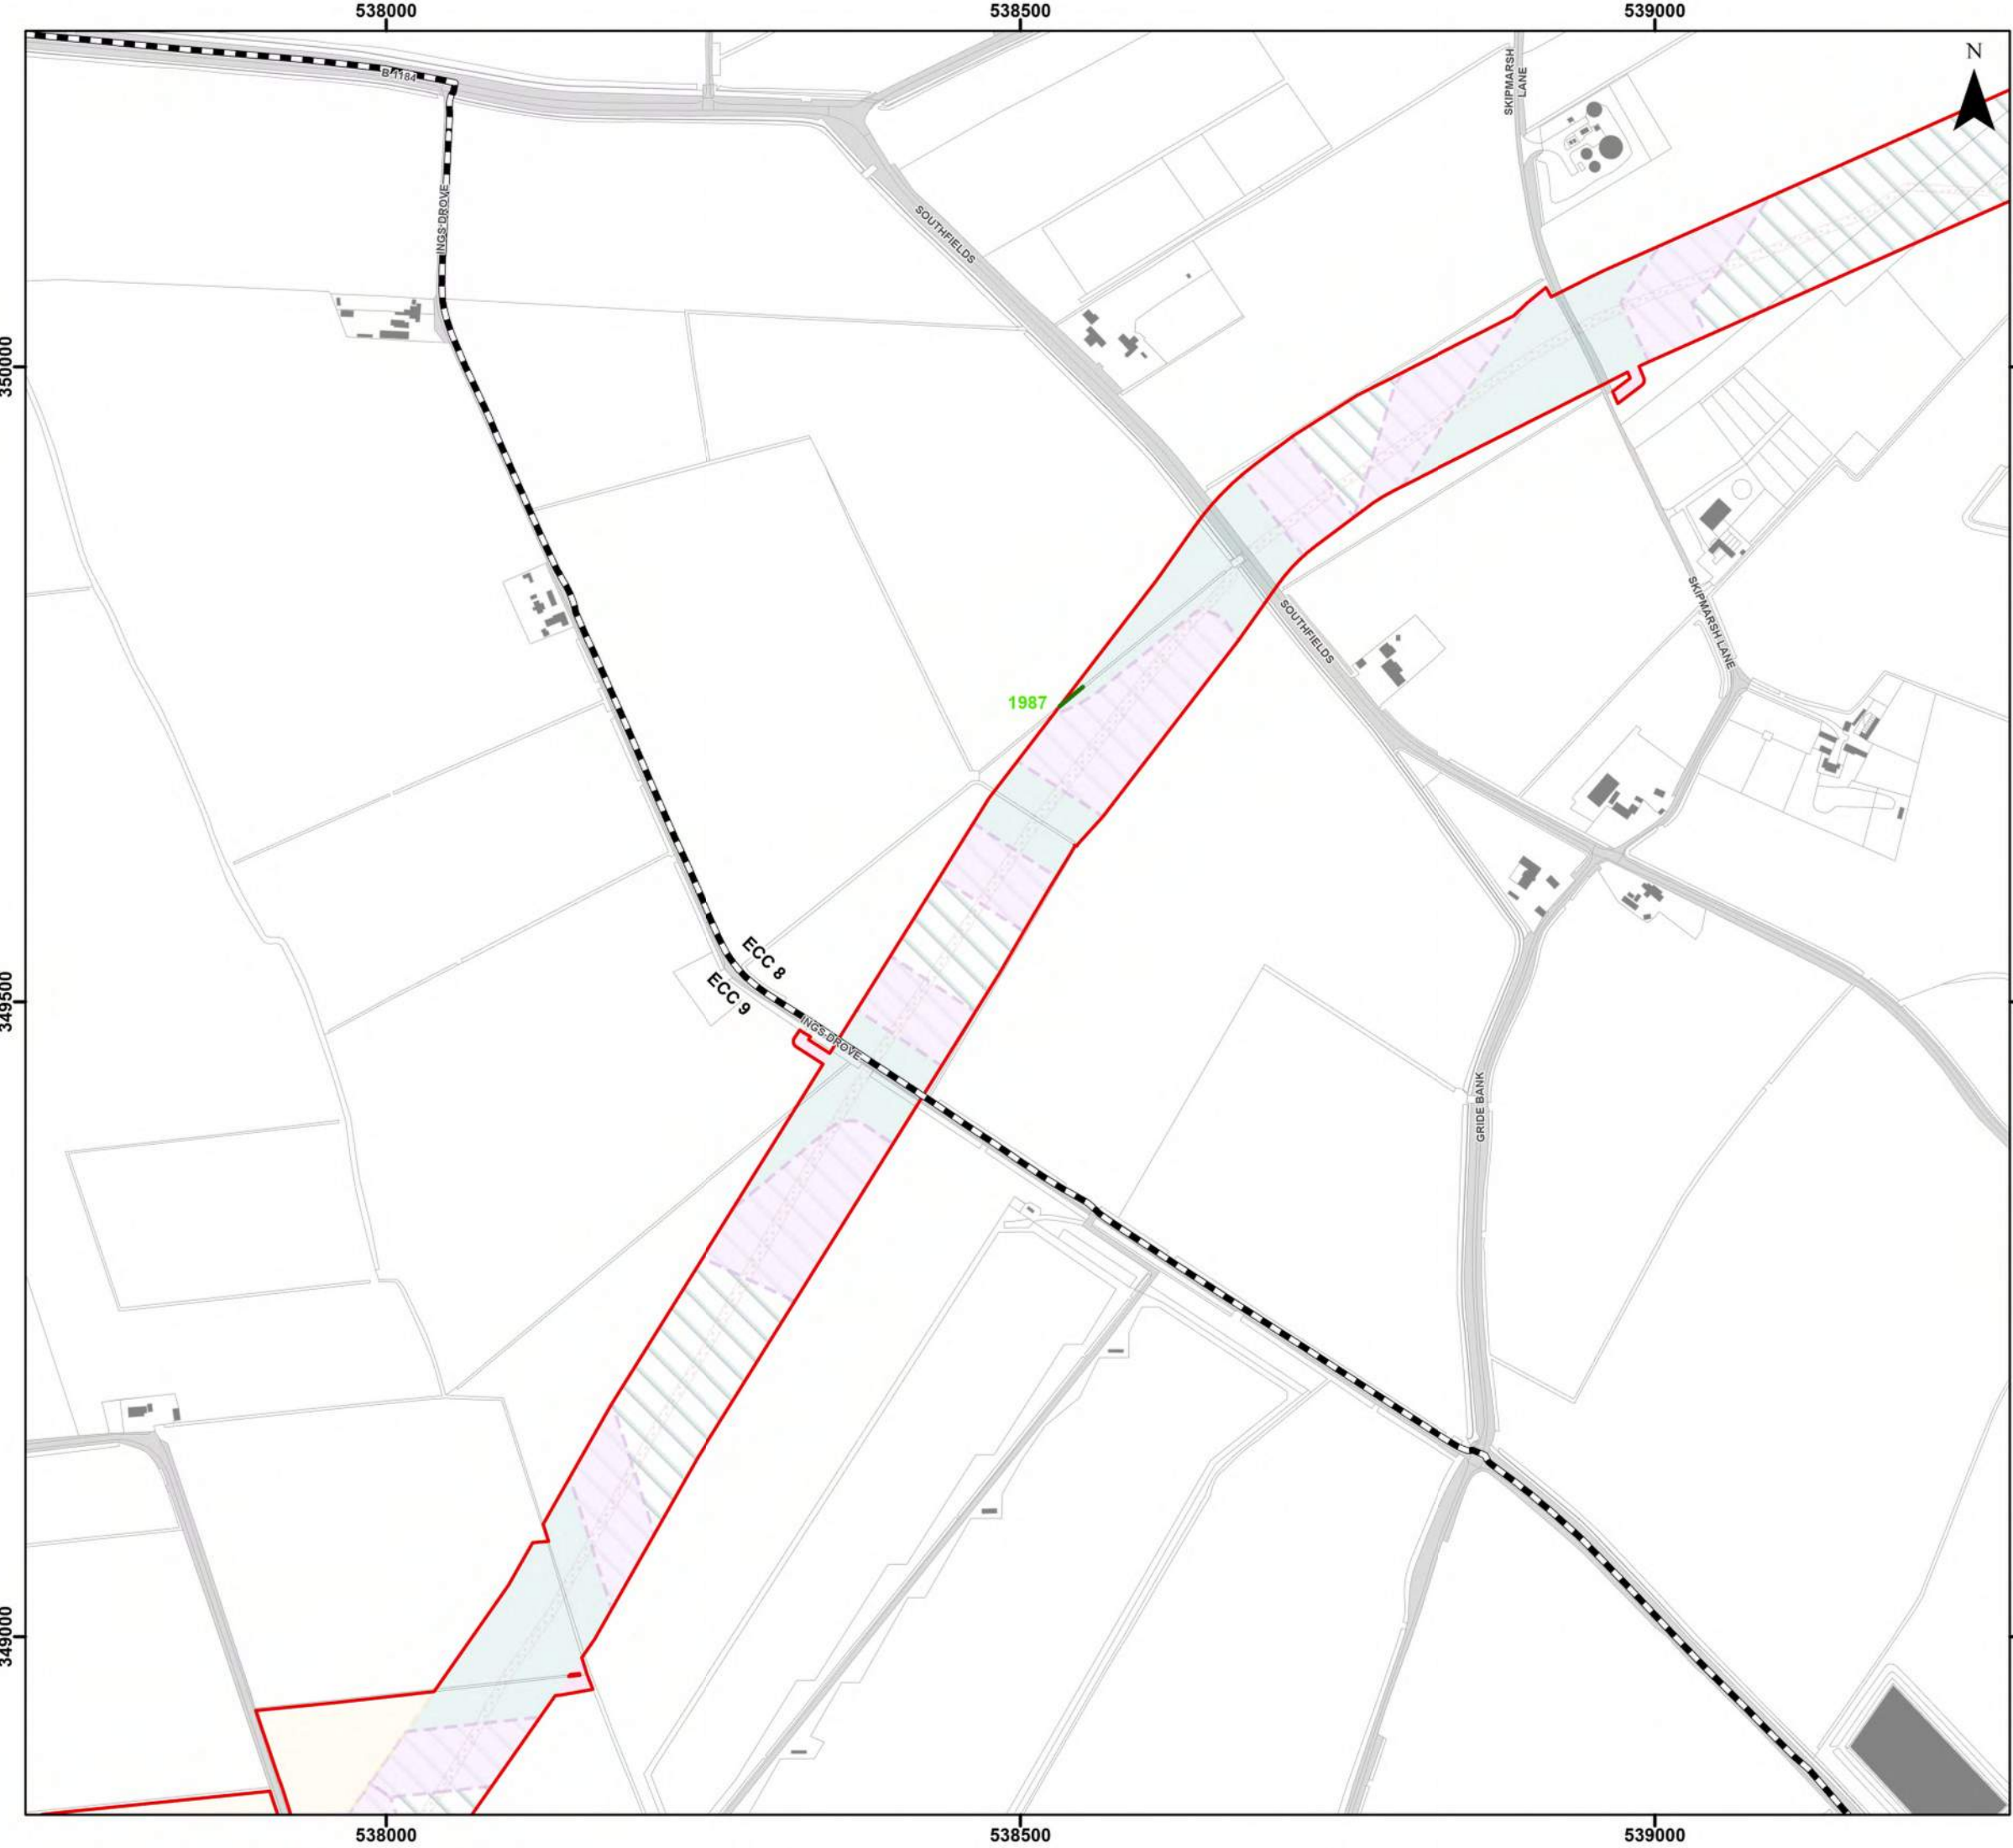 538000
538500
539000
N
B 1184
SKIPMARSH
LANE
INGS DROVE
SOUTHFIELDS
350000
SOUTHFIELDS
SKIPMARSH LANE
1987
ECC 8
ECC 9
349500
INGS DROVE
GRIDE BANK
349000
538000
538500
539000